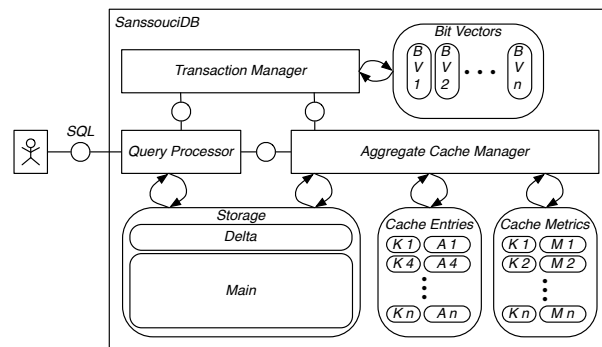 SanssouciDB
Bit Vectors
B V 1
B V 2
• • •
B V n
Transaction Manager
SQL
Query Processor
Aggregate Cache Manager
Storage
Delta
Main
Cache Entries
K 1 A 1
K 4 A 4
K n A n
Cache Metrics
K 1 M 1
K 2 M 2
K n M n